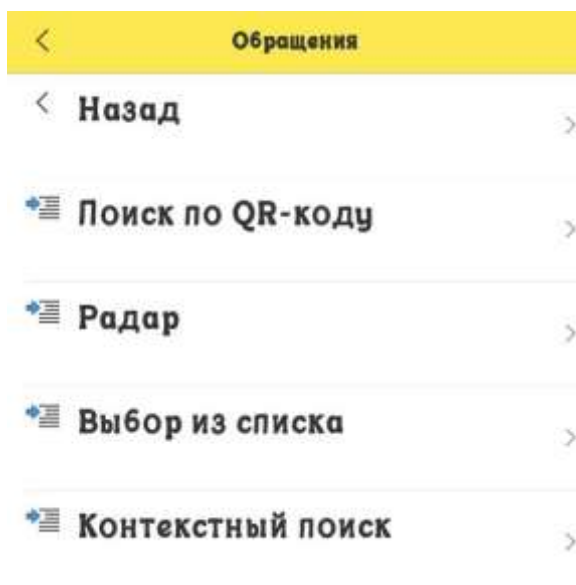 Обращения
Назад
Поиск по QR-коду
Радар
Выбор из списка
Контекстный поиск